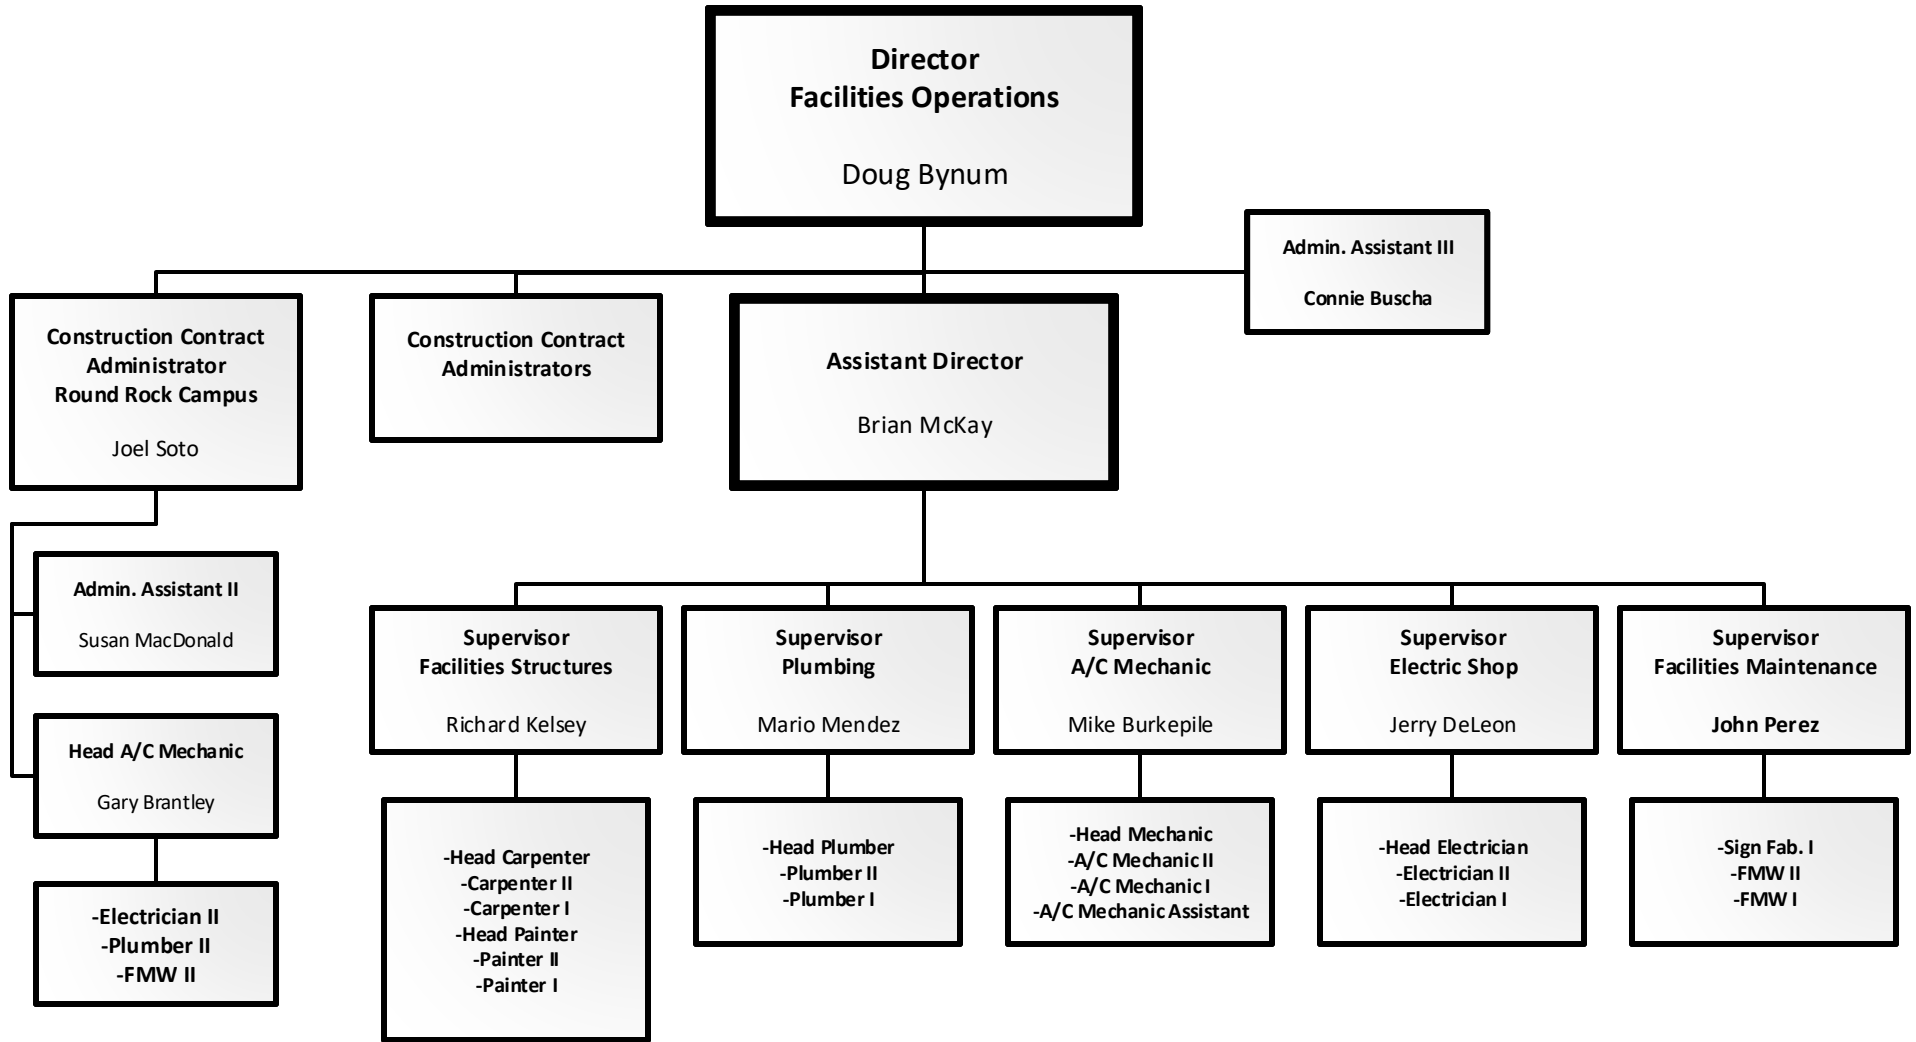 Director
Facilities Operations
Doug Bynum
Admin. Assistant III
Connie Buscha
Construction Contract
Administrator
Round Rock Campus
Joel Soto
Construction Contract
Administrators
Assistant Director
Brian McKay
Admin. Assistant II
Susan MacDonald
Head A/C Mechanic
Gary Brantley
-Electrician II
-Plumber II
-FMW II
Supervisor
Facilities Structures
Richard Kelsey
-Head Carpenter
-Carpenter II
-Carpenter I
-Head Painter
-Painter II
-Painter I
Supervisor
Plumbing
Mario Mendez
-Head Plumber
-Plumber II
-Plumber I
Supervisor
A/C Mechanic
Mike Burkepile
-Head Mechanic
-A/C Mechanic II
-A/C Mechanic I
-A/C Mechanic Assistant
Supervisor
Electric Shop
Jerry DeLeon
-Head Electrician
-Electrician II
-Electrician I
Supervisor
Facilities Maintenance
John Perez
-Sign Fab. I
-FMW II
-FMW I